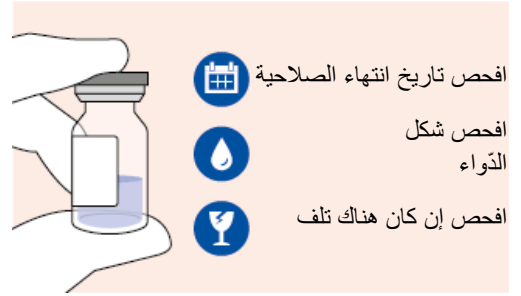 افحص تاريخ انتهاء الصلاحية
افحص شكل
الدّواء
افحص إن كان هناك تلف